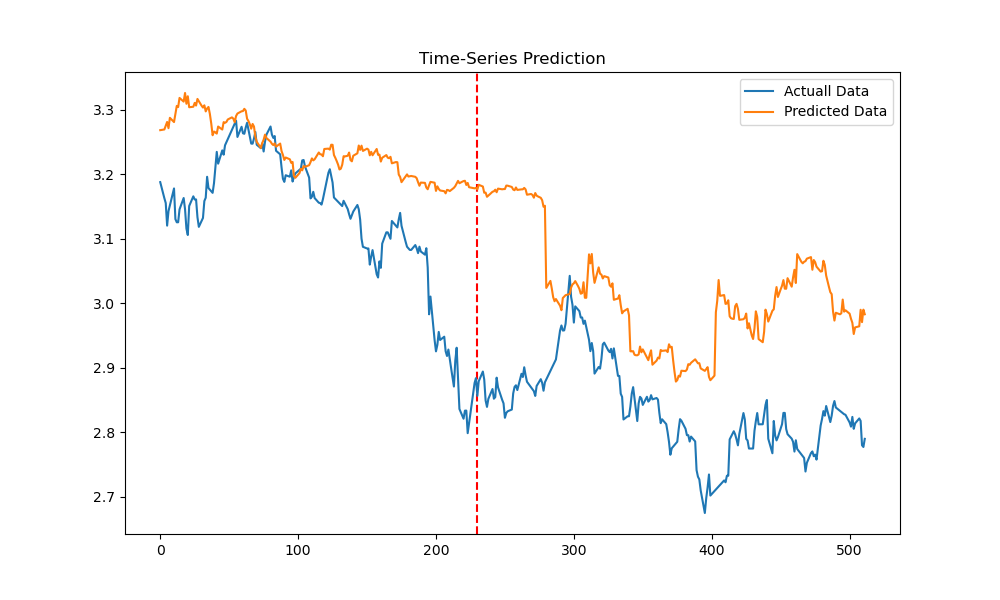 Time-Series Prediction
Actuall Data
Predicted Data
3.3
3.2
3.1
3.0
2.9
2.8
2.7
0 100 200 300 400 500